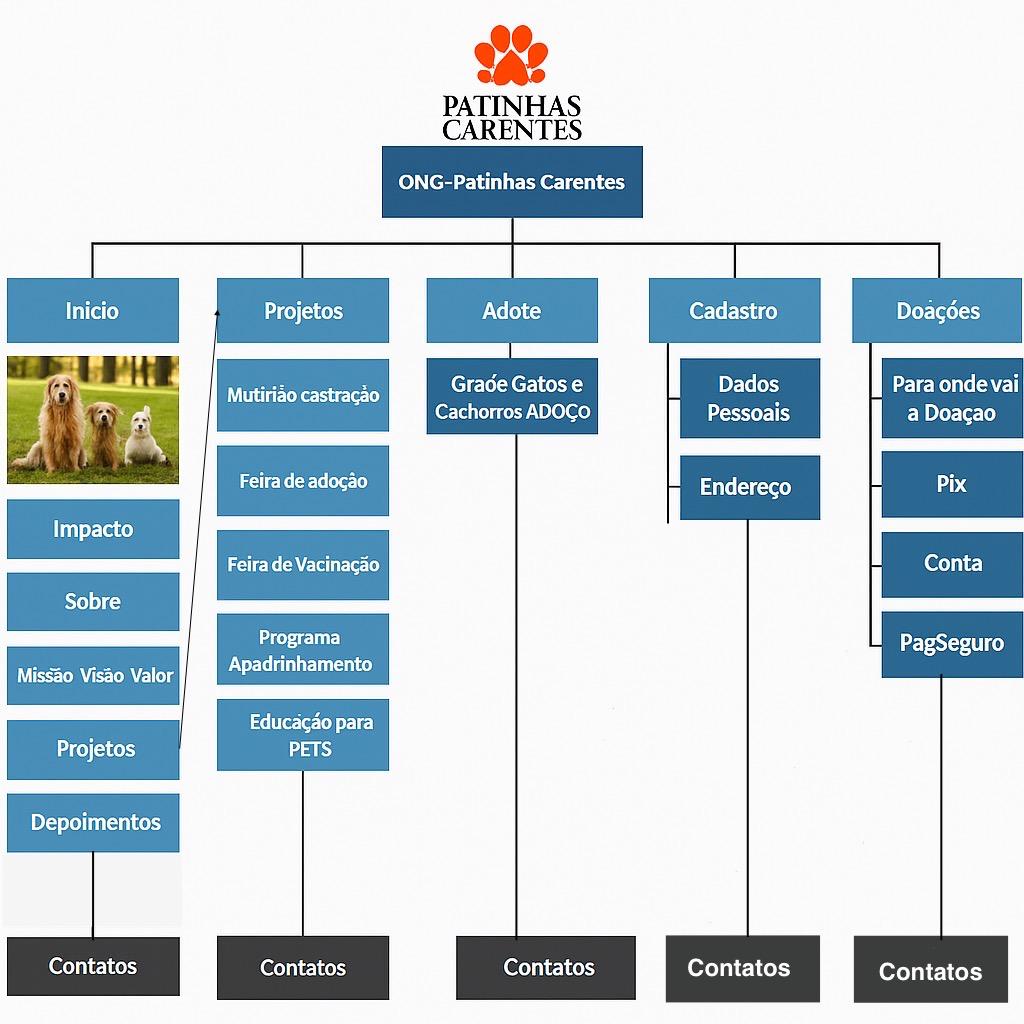 PATINHAS
CARENTES
ONG-Patinhas Carentes
Inicio
Projetos
Adote
Cadastro
Doações
Impacto
Sobre
Missão Visão Valor
Projetos
Depoimentos
Contatos
Mutirião castração
Feira de adoção
Feira de Vacinação
Programa
Apadrinhamento
Educação para
PETS
Contatos
Graõe Gatos e
Cachorros ADOÇO
Contatos
Dados
Pessoais
Endereço
Contatos
Para onde vai
a Doaçao
Pix
Conta
PagSeguro
Contatos